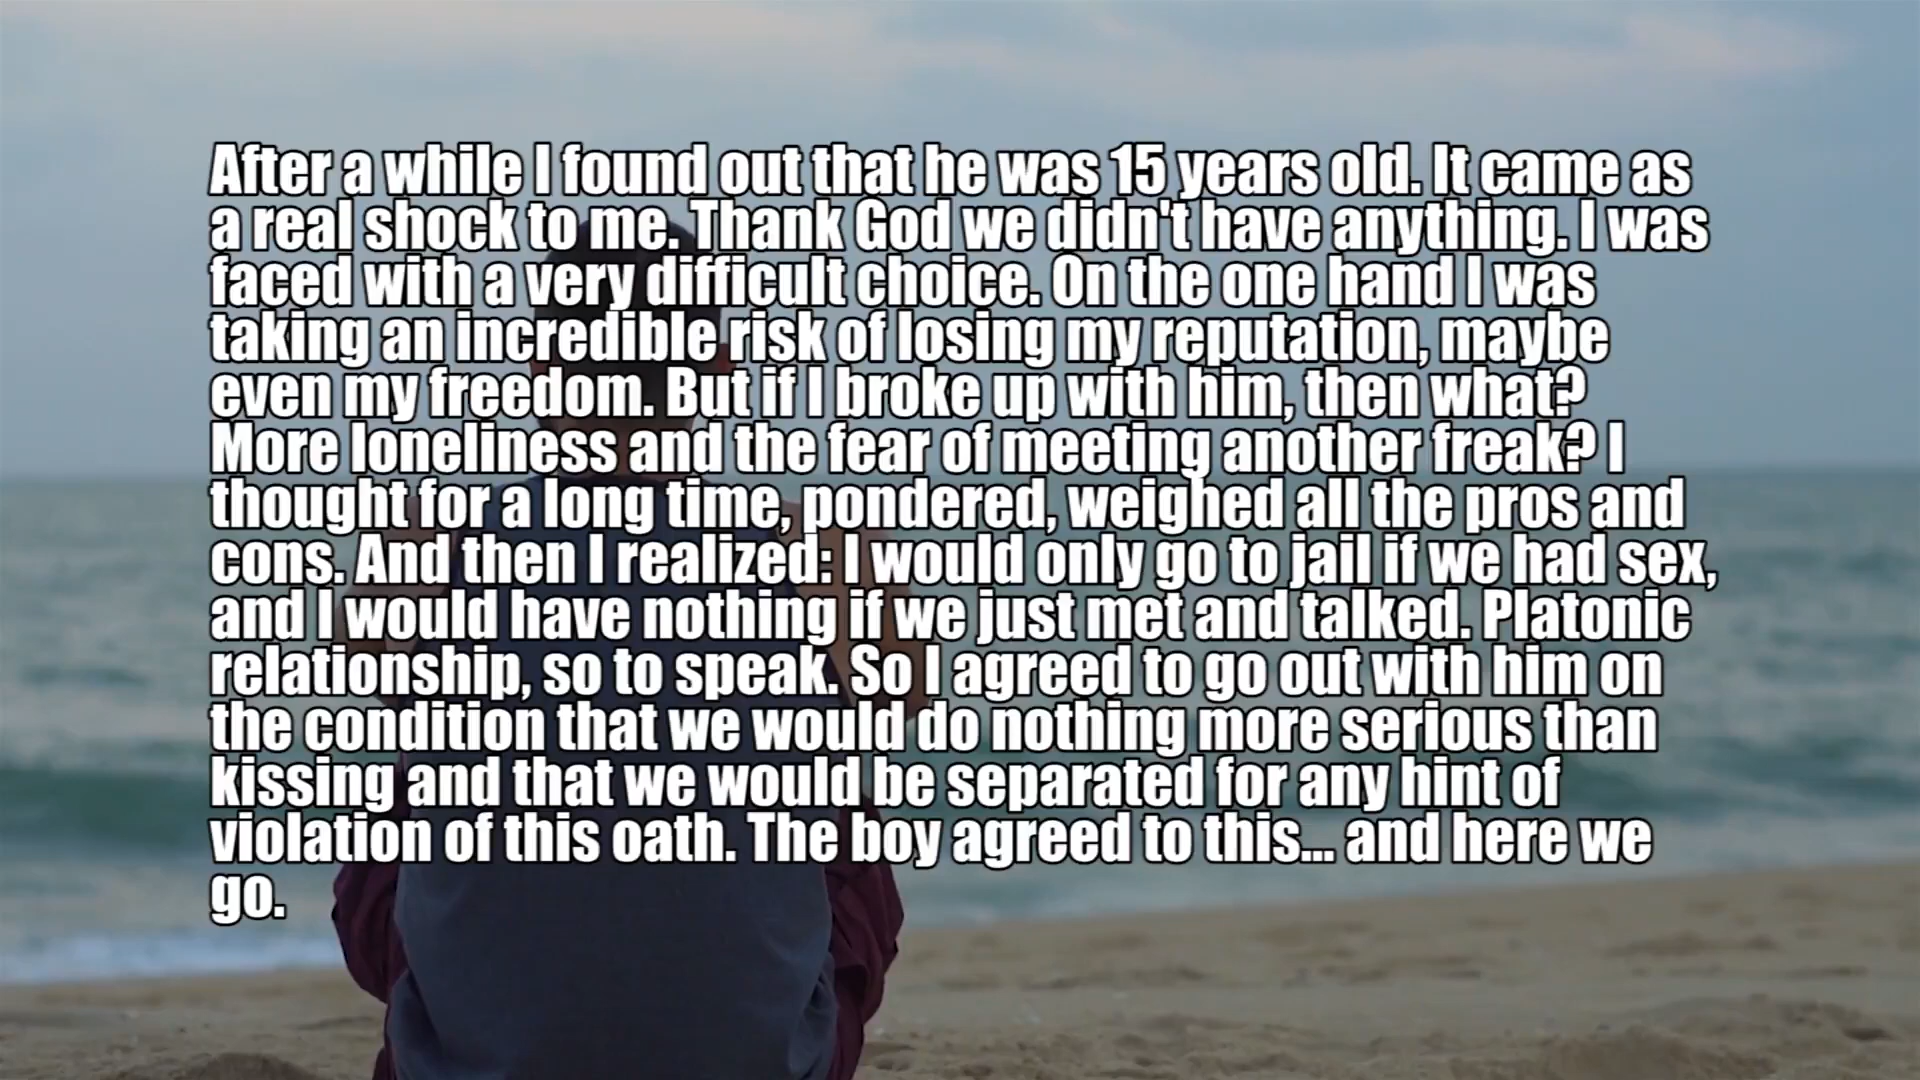 After a while I found out that he was 15 years old. It came as
a real shock to me. Thank God we didn't have anything. I was
faced with a very difficult choice. On the one hand I was
taking an incredible risk of losing my reputation, maybe
even my freedom. But if I broke up with him, then what?
More loneliness and the fear of meeting another freak? I
thought for a long time, pondered, weighed all the pros and
cons. And then I realized: I would only go to jail if we had sex,
and I would have nothing if we just met and talked. Platonic
relationship, so to speak. So I agreed to go out with him on
the condition that we would do nothing more serious than
kissing and that we would be separated for any hint of
violation of this oath. The boy agreed to this... and here we
go.